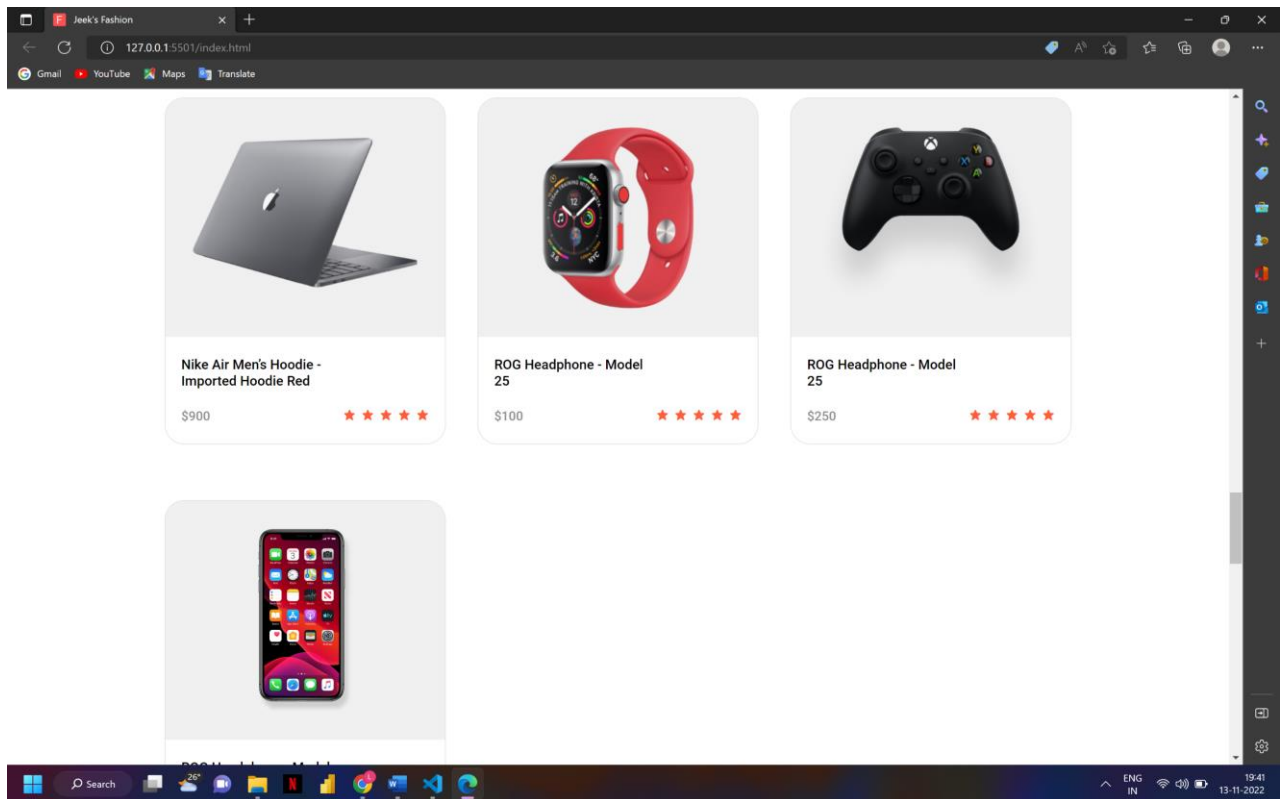 F Jeek's Fashion
127.0.0.1:5501/index.html
Gmail YouTube Maps Translate
Nike Air Men's Hoodie -
Imported Hoodie Red
$900
ROG Headphone - Model
25
$100
ROG Headphone - Model
25
$250
Search
26°
ENG
IN
19:41
13-11-2022